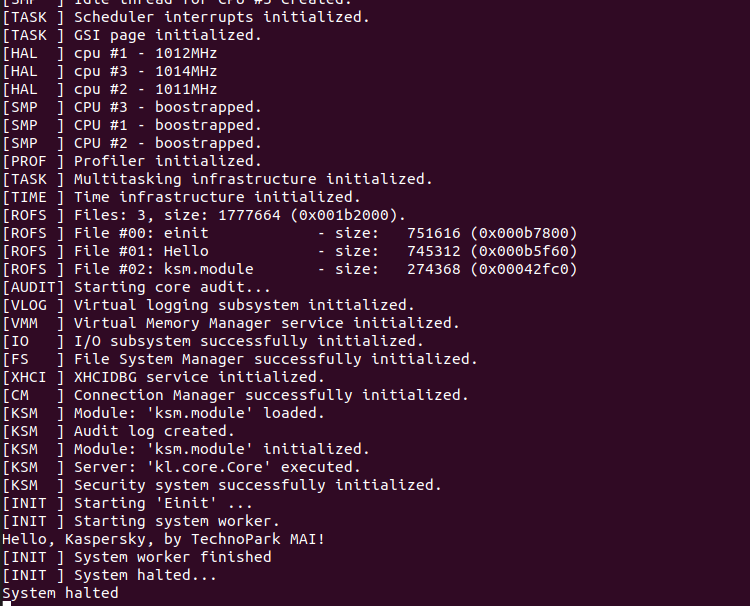 [SMP  ] Idle thread for CPU #3 created.
[TASK ] Scheduler interrupts initialized.
[TASK ] GSI page initialized.
[HAL  ] cpu #1 - 1012MHz
[HAL  ] cpu #3 - 1014MHz
[HAL  ] cpu #2 - 1011MHz
[SMP  ] CPU #3 - boostrapped.
[SMP  ] CPU #1 - boostrapped.
[SMP  ] CPU #2 - boostrapped.
[PROF ] Profiler initialized.
[TASK ] Multitasking infrastructure initialized.
[TIME ] Time infrastructure initialized.
[ROFS ] Files: 3, size: 1777664 (0x001b2000).
[ROFS ] File #00: einit            - size:   751616 (0x000b7800)
[ROFS ] File #01: Hello            - size:   745312 (0x000b5f60)
[ROFS ] File #02: ksm.module       - size:   274368 (0x00042fc0)
[AUDIT] Starting core audit...
[VLOG ] Virtual logging subsystem initialized.
[VMM  ] Virtual Memory Manager service initialized.
[IO   ] I/O subsystem successfully initialized.
[FS   ] File System Manager successfully initialized.
[XHCI ] XHCIDBG service initialized.
[CM   ] Connection Manager successfully initialized.
[KSM  ] Module: 'ksm.module' loaded.
[KSM  ] Audit log created.
[KSM  ] Module: 'ksm.module' initialized.
[KSM  ] Server: 'kl.core.Core' executed.
[KSM  ] Security system successfully initialized.
[INIT ] Starting 'Einit' ...
[INIT ] Starting system worker.
Hello, Kaspersky, by TechnoPark MAI!
[INIT ] System worker finished
[INIT ] System halted...
System halted